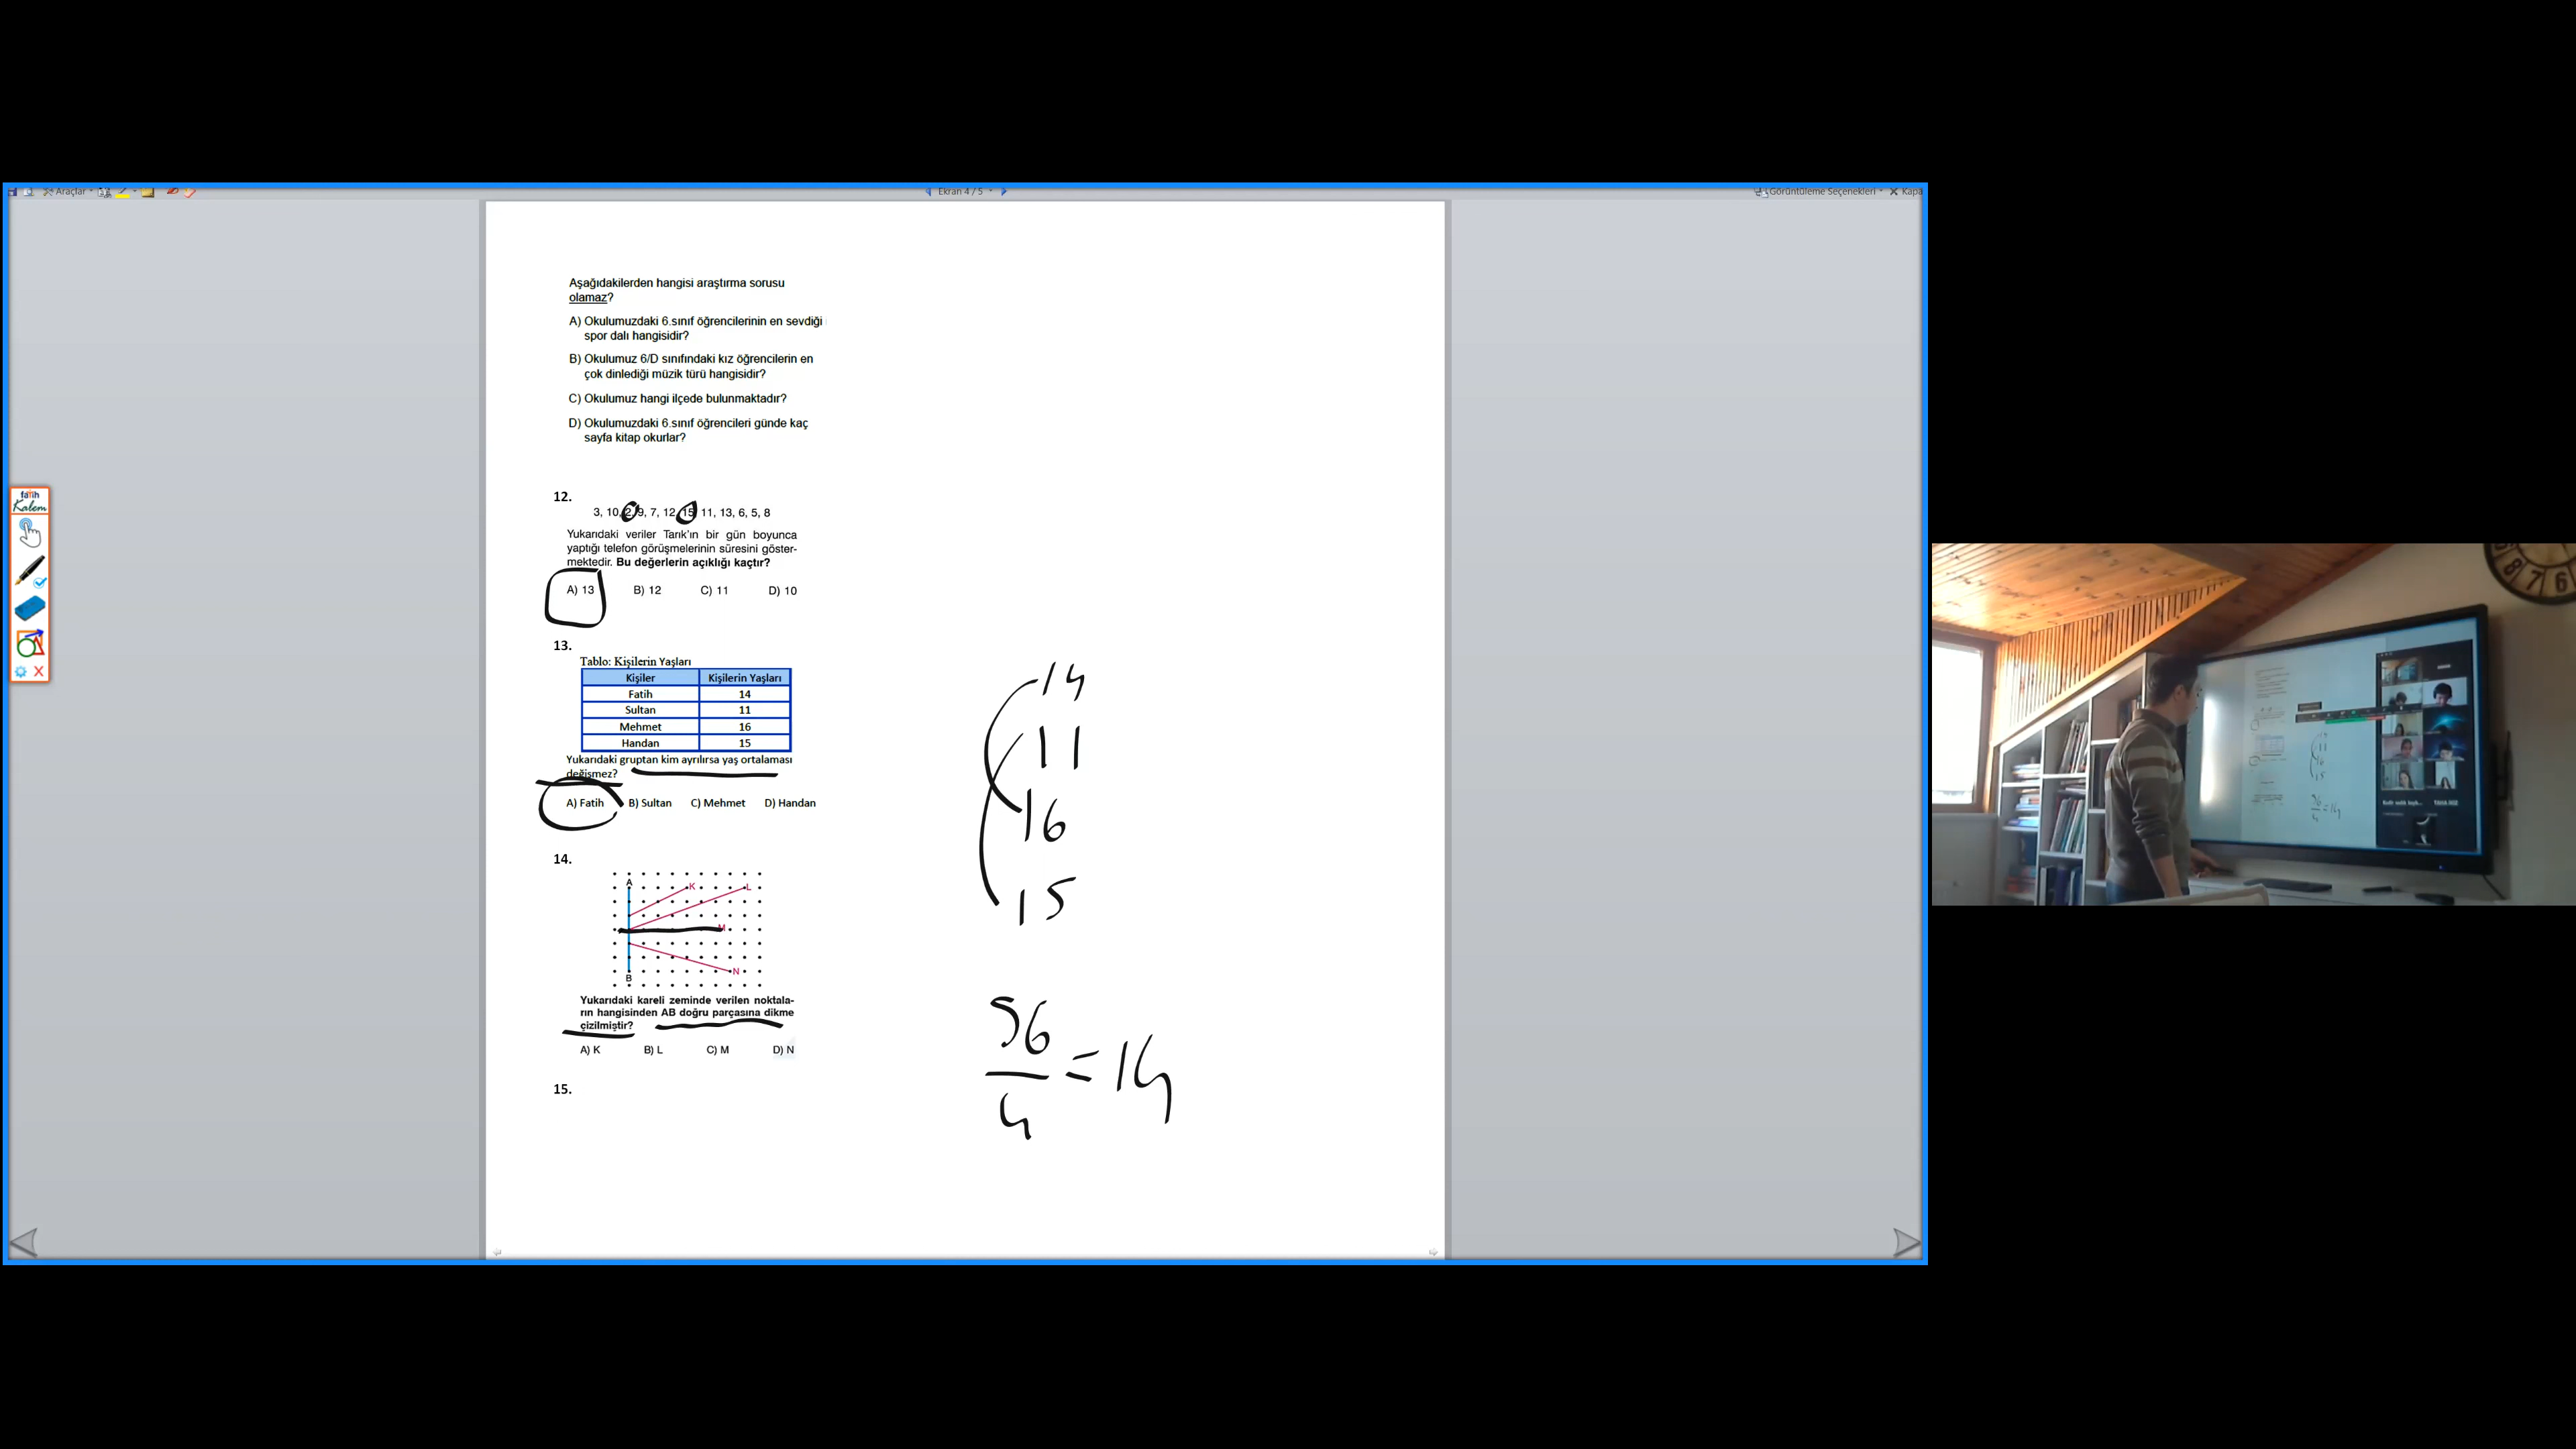 Araçlar
Ekran 4 / 5
Görüntüleme Seçenekleri
Kapa
Aşağıdakilerden hangisi araştırma sorusu
olamaz?
A) Okulumuzdaki 6.sınıf öğrencilerinin en sevdiği
spor dalı hangisidir?
B) Okulumuz 6/D sınıfındaki kız öğrencilerin en
çok dinlediği müzik türü hangisidir?
C) Okulumuz hangi ilçede bulunmaktadır?
D) Okulumuzdaki 6.sınıf öğrencileri günde kaç
sayfa kitap okurlar?
fatih
Kalem
12.
3, 10, 2, 9, 7, 12, 15, 11, 13, 6, 5, 8
Yukarıdaki veriler Tarık'ın bir gün boyunca
yaptığı telefon görüşmelerinin süresini göster-
mektedir. Bu değerlerin açıklığı kaçtır?
A) 13 B) 12 C) 11 D) 10
13.
Tablo: Kişilerin Yaşları
Kişiler Kişilerin Yaşları
Fatih 14
Sultan 11
Mehmet 16
Handan 15
Yukarıdaki gruptan kim ayrılırsa yaş ortalaması
değişmez?
A) Fatih B) Sultan C) Mehmet D) Handan
14.
A
K
L
M
N
B
Yukarıdaki kareli zeminde verilen noktala-
rın hangisinden AB doğru parçasına dikme
çizilmiştir?
A) K B) L C) M D) N
15.
14
11
16
15
56
4
= 14
8 7 6